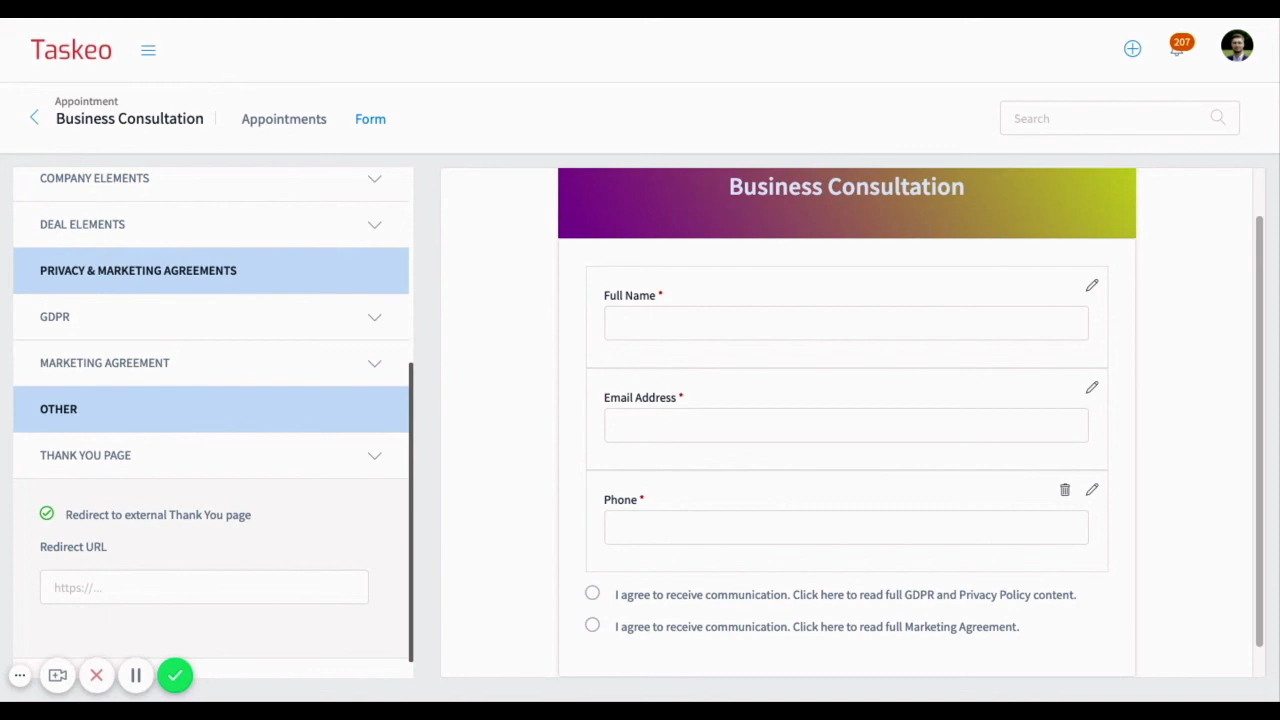 Taskeo
207
Appointment
Business Consultation
Appointments
Form
Search
COMPANY ELEMENTS
DEAL ELEMENTS
PRIVACY & MARKETING AGREEMENTS
GDPR
MARKETING AGREEMENT
OTHER
THANK YOU PAGE
Redirect to external Thank You page
Redirect URL
https://...
Business Consultation
Full Name *
Email Address *
Phone *
I agree to receive communication. Click here to read full GDPR and Privacy Policy content.
I agree to receive communication. Click here to read full Marketing Agreement.